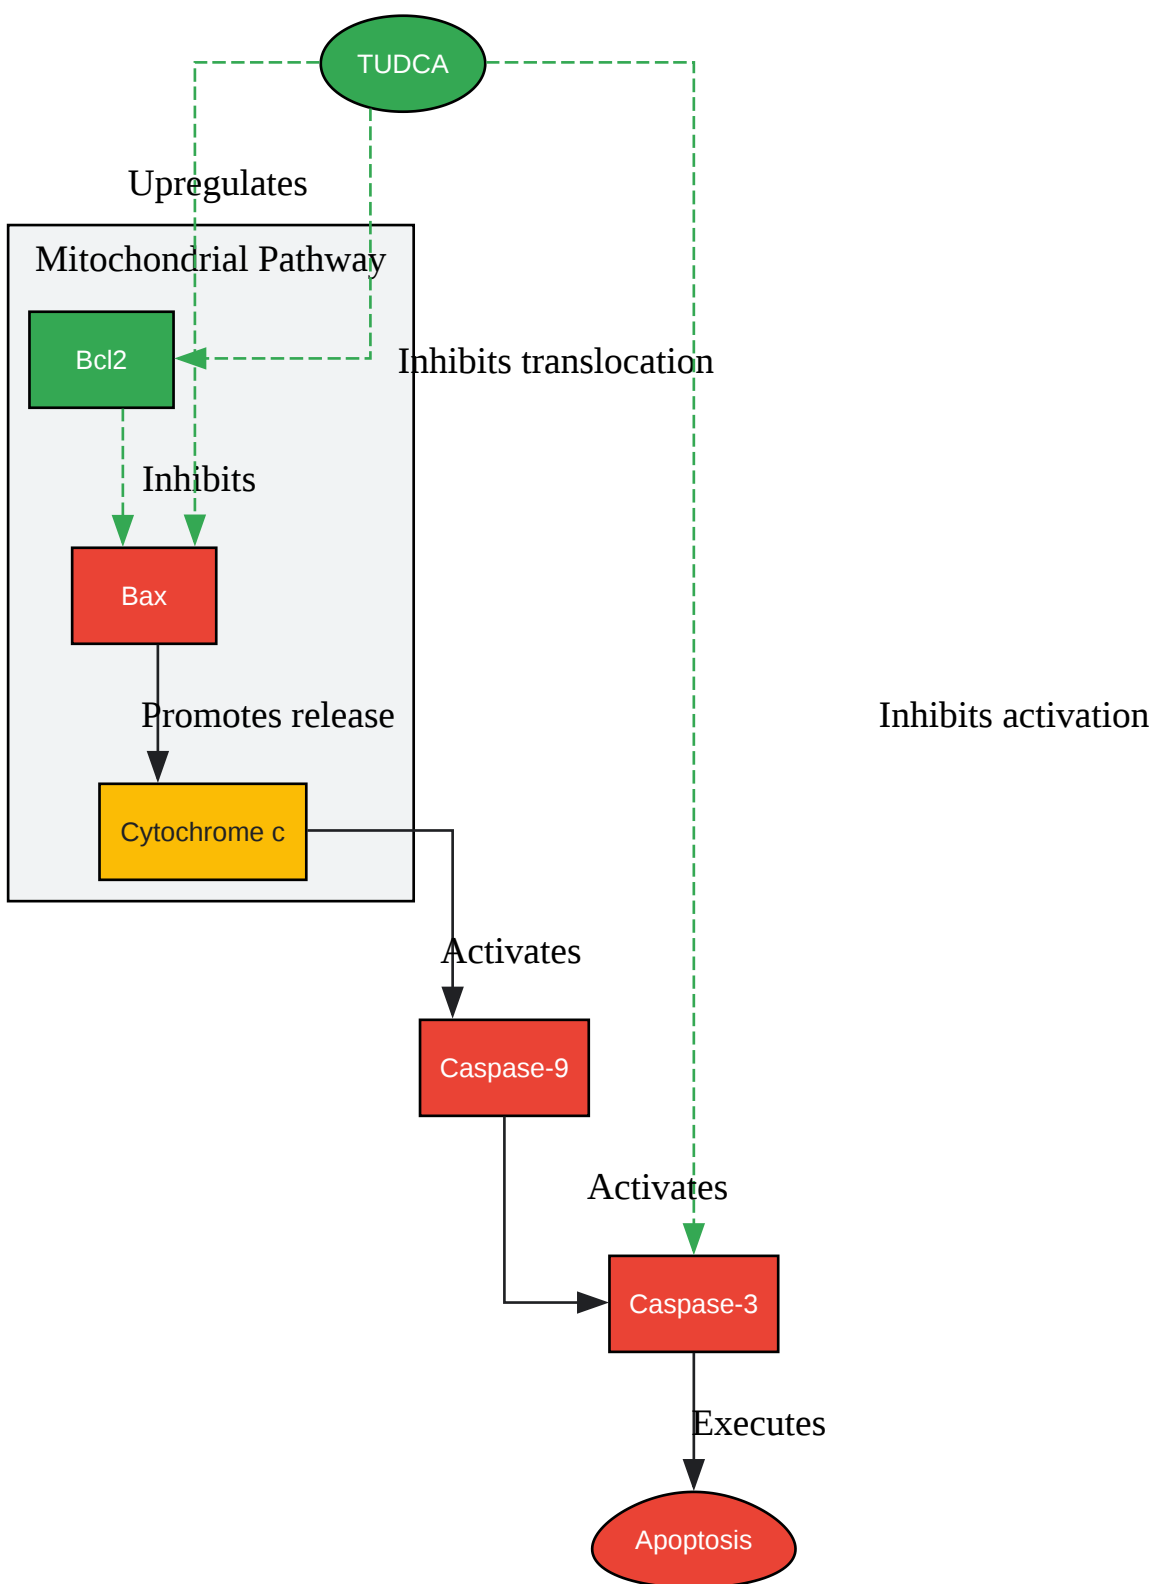 TUDCA
Upregulates
Mitochondrial Pathway
Bcl2
Inhibits translocation
Inhibits
Bax
Promotes release
Inhibits activation
Cytochrome c
Activates
Caspase-9
Activates
Caspase-3
Executes
Apoptosis